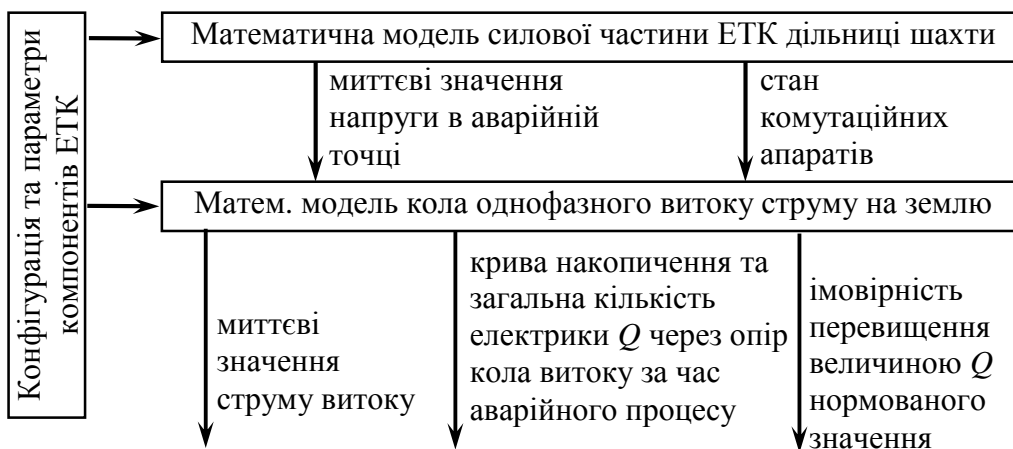 Конфігурація та параметри
компонентів ЕТК
Математична модель силової частини ЕТК дільниці шахти
миттєві значення
напруги в аварійній
точці
стан
комутаційних
апаратів
Матем. модель кола однофазного витоку струму на землю
миттєві
значення
струму витоку
крива накопичення та
загальна кількість
електрики Q через опір
кола витоку за час
аварійного процесу
імовірність
перевищення
величиною Q
нормованого
значення